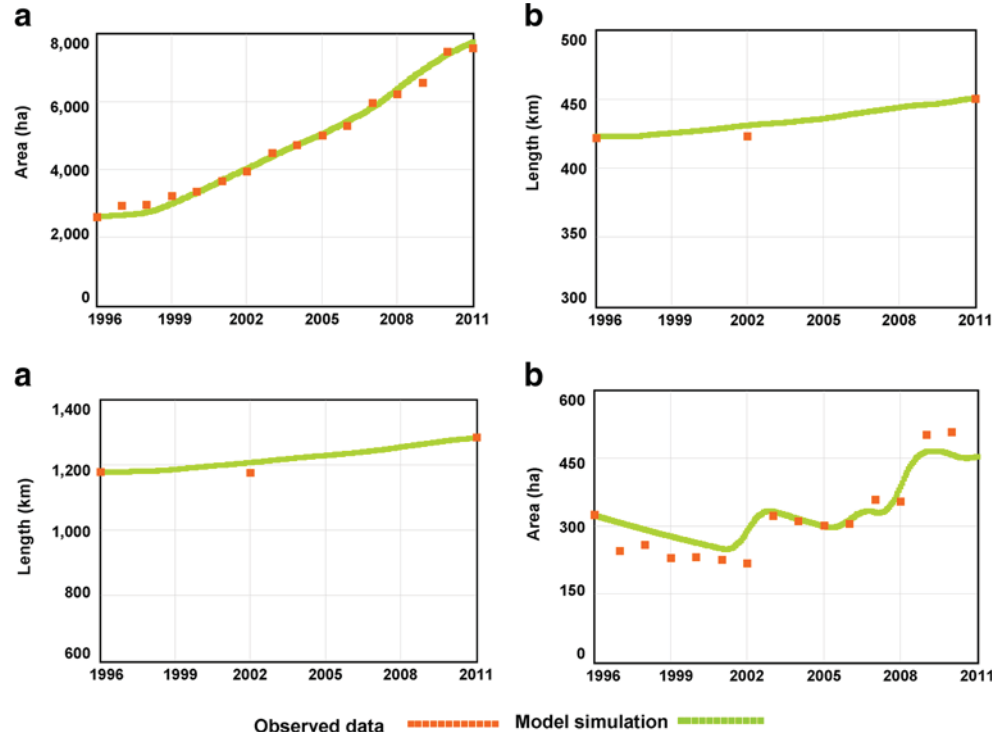 a
8,000
6,000
4,000
2,000
0
Area (ha)
1996 1999 2002 2005 2008 2011
b
500
450
400
350
300
Length (km)
1996 1999 2002 2005 2008 2011
a
1,400
1,200
1,000
800
600
Length (km)
1996 1999 2002 2005 2008 2011
b
600
450
300
150
0
Area (ha)
1996 1999 2002 2005 2008 2011
Observed data Model simulation